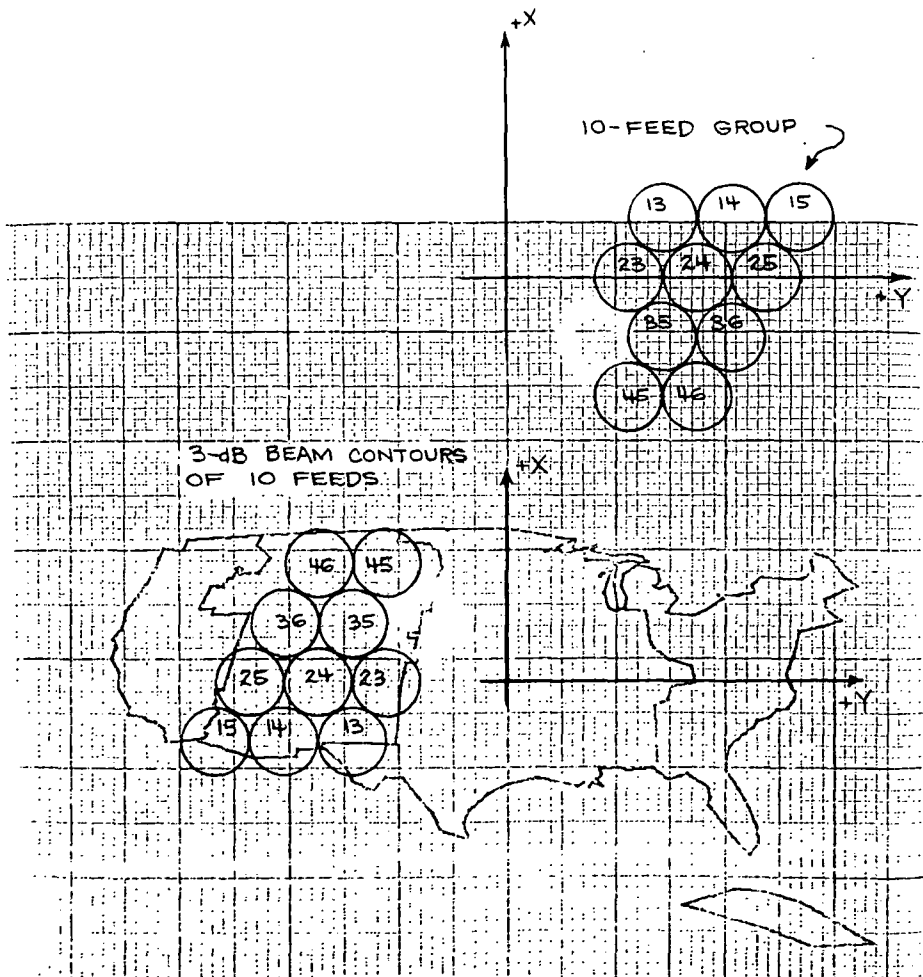 +X
10-FEED GROUP
13 14 15
23 24 25
+Y
35 36
45 46
3-dB BEAM CONTOURS
OF 10 FEEDS
+X
46 45
36 35
25 24 23
+Y
15 14 13